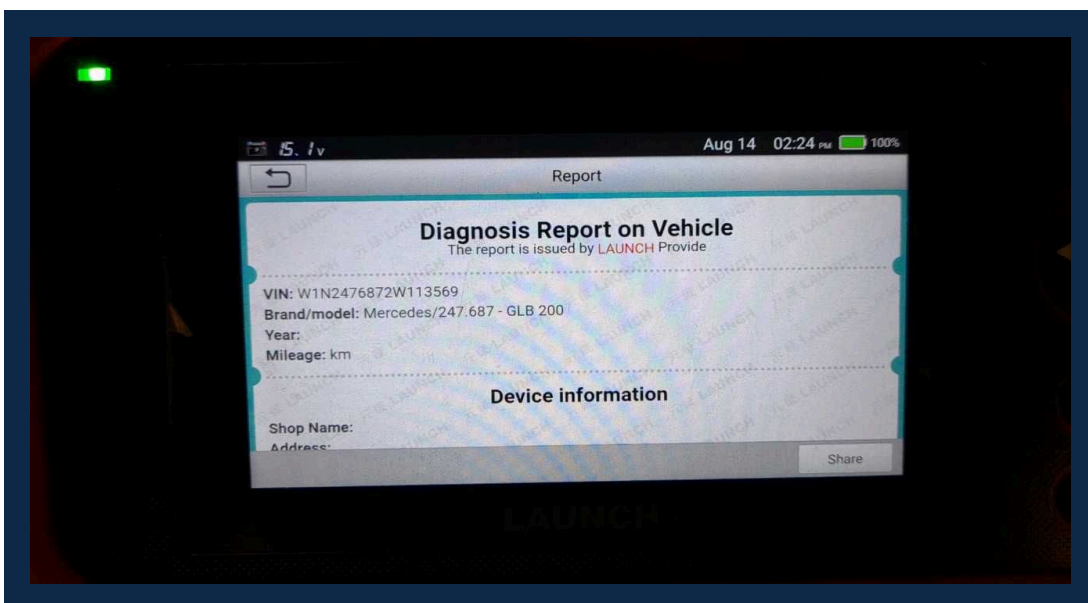 15.1v Aug 14 02:24 PM 100%
Report
Diagnosis Report on Vehicle
The report is issued by LAUNCH Provide
VIN: W1N2476872W113569
Brand/model: Mercedes/247.687 - GLB 200
Year:
Mileage: km
Device information
Shop Name:
Address:
Share
LAUNCH